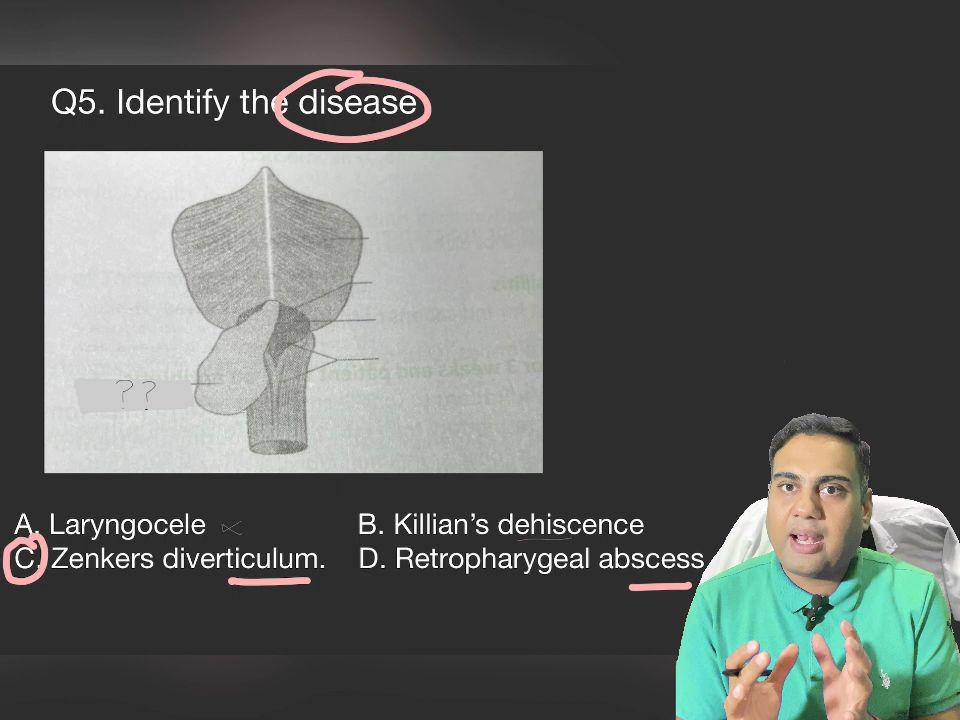 Q5. Identify the disease
??
A. Laryngocele
B. Killian's dehiscence
C. Zenkers diverticulum.
D. Retropharygeal abscess